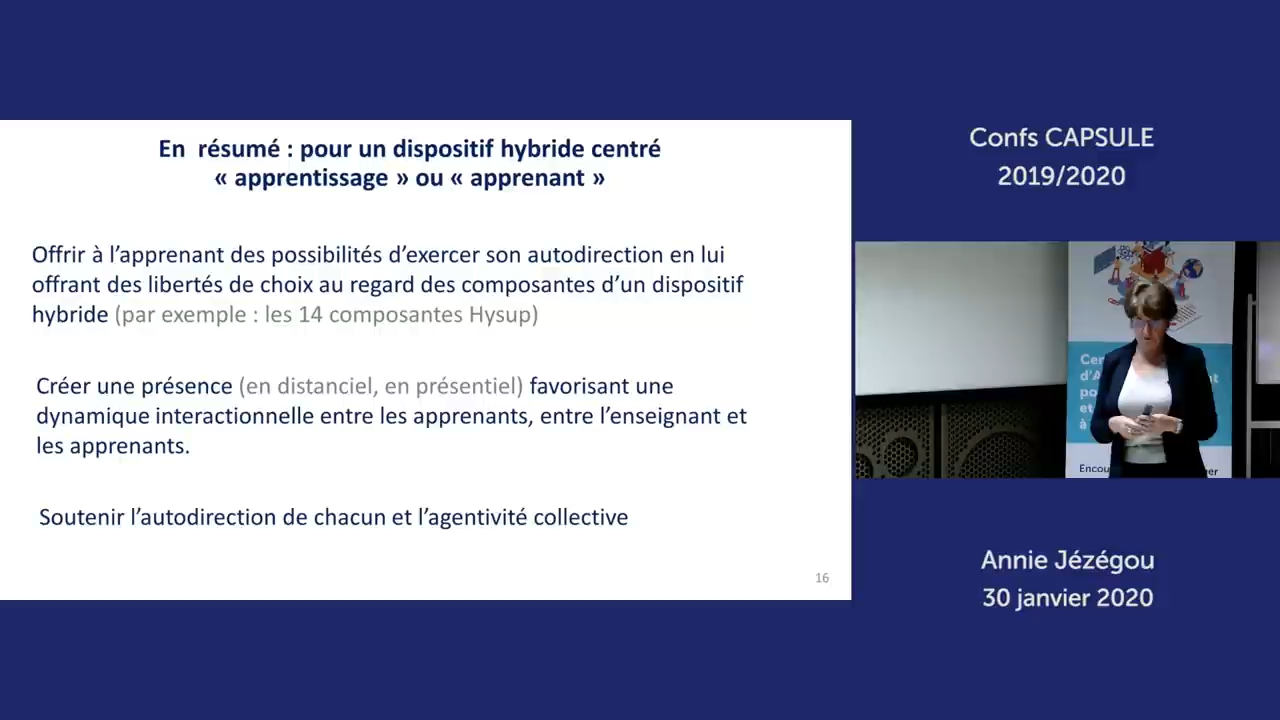 En résumé : pour un dispositif hybride centré
« apprentissage » ou « apprenant »
Offrir à l’apprenant des possibilités d’exercer son autodirection en lui
offrant des libertés de choix au regard des composantes d’un dispositif
hybride (par exemple : les 14 composantes Hysup)
Créer une présence (en distanciel, en présentiel) favorisant une
dynamique interactionnelle entre les apprenants, entre l’enseignant et
les apprenants.
Soutenir l’autodirection de chacun et l’agentivité collective
16
Confs CAPSULE
2019/2020
Annie Jézégou
30 janvier 2020